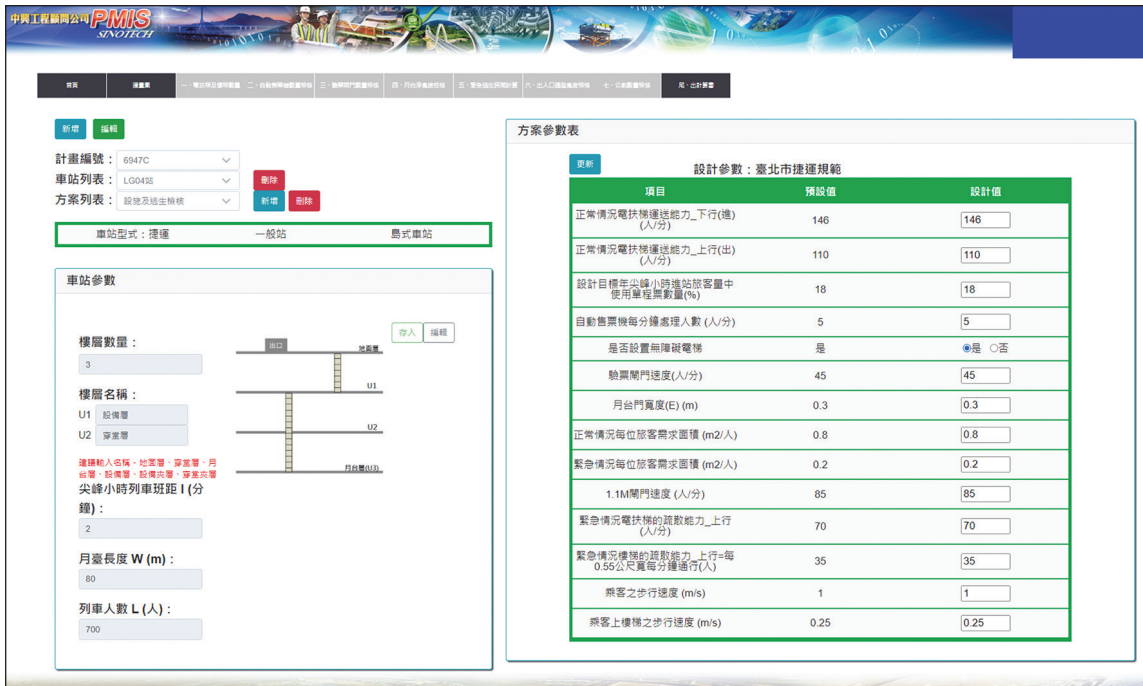 中興工程顧問公司 PMIS
SINOTECH
首頁
一、電扶梯及樓梯數量 二、自動售票機數量檢核 三、驗票閘門數量檢核 四、月台淨寬度檢核 五、緊急逃生時間計算 六、出入口通道寬度檢核 七、公廁數量檢核 尾、出計算書
新增 編輯
計畫編號： 6947C
車站列表： LG04站 刪除
方案列表： 設施及逃生檢核 新增 刪除
車站型式：捷運 一般站 島式車站
車站參數
存入 編輯
樓層數量：
3
樓層名稱：
U1 設備層
U2 穿堂層
建議輸入名稱，地面層、穿堂層、月
台層、設備層、設備夾層、穿堂夾層
尖峰小時列車班距 I (分
鐘)：
2
月臺長度 W (m)：
80
列車人數 L (人)：
700
出口
地面層
U1
U2
月台層(U3)
方案參數表
更新 設計參數：臺北市捷運規範
項目 預設值 設計值
正常情況電扶梯運送能力_下行(進)
(人/分) 146 146
正常情況電扶梯運送能力_上行(出)
(人/分) 110 110
設計目標年尖峰小時進站旅客量中
使用單程票數量(%) 18 18
自動售票機每分鐘處理人數 (人/分) 5 5
是否設置無障礙電梯 是 是 否
驗票閘門速度(人/分) 45 45
月台門寬度(E) (m) 0.3 0.3
正常情況每位旅客需求面積 (m2/人) 0.8 0.8
緊急情況每位旅客需求面積 (m2/人) 0.2 0.2
1.1M閘門速度 (人/分) 85 85
緊急情況電扶梯的疏散能力_上行
(人/分) 70 70
緊急情況樓梯的疏散能力_上行=每
0.55公尺寬每分鐘通行(人) 35 35
乘客之步行速度 (m/s) 1 1
乘客上樓梯之步行速度 (m/s) 0.25 0.25